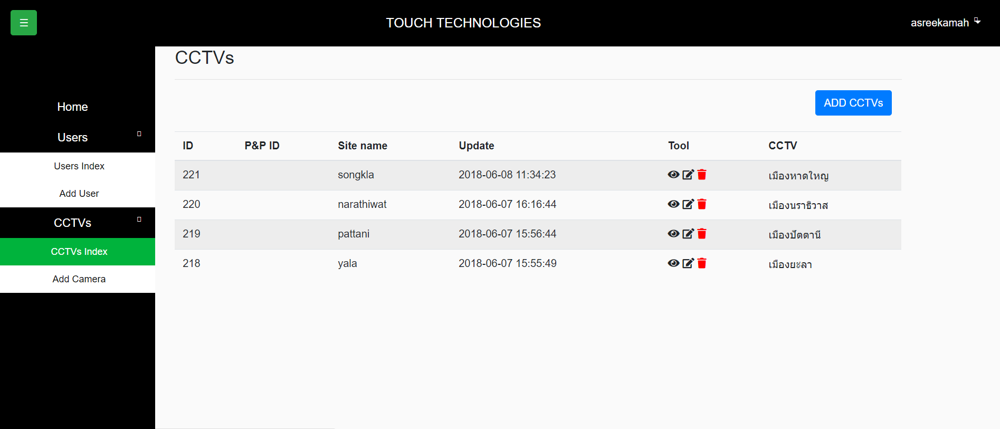 TOUCH TECHNOLOGIES
asreekamah
Home
Users
Users Index
Add User
CCTVs
CCTVs Index
Add Camera
CCTVs
ADD CCTVs
ID P&P ID Site name Update Tool CCTV
221 songkla 2018-06-08 11:34:23 เมืองหาดใหญ
220 narathiwat 2018-06-07 16:16:44 เมืองนราธิวาส
219 pattani 2018-06-07 15:56:44 เมืองปัตตานี
218 yala 2018-06-07 15:55:49 เมืองยะลา